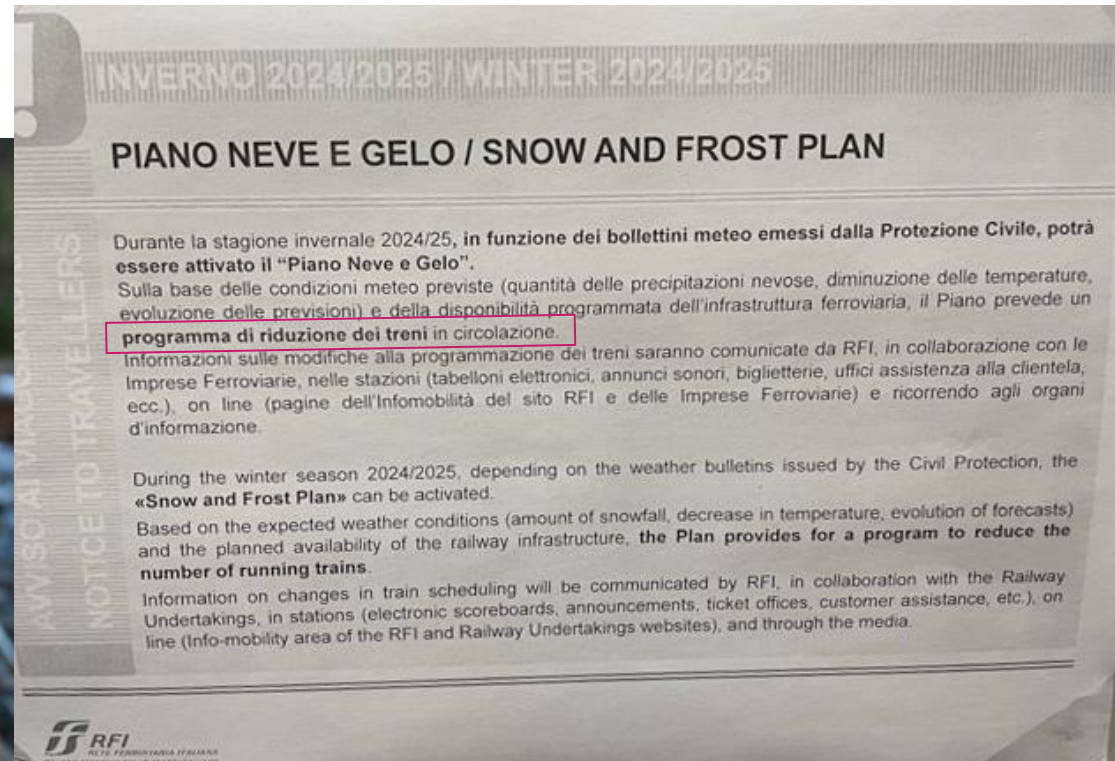 INVERNO 2024/2025 / WINTER 2024/2025
PIANO NEVE E GELO / SNOW AND FROST PLAN
Durante la stagione invernale 2024/25, in funzione dei bollettini meteo emessi dalla Protezione Civile, potrà
essere attivato il “Piano Neve e Gelo”.
Sulla base delle condizioni meteo previste (quantità delle precipitazioni nevose, diminuzione delle temperature,
evoluzione delle previsioni) e della disponibilità programmata dell'infrastruttura ferroviaria, il Piano prevede un
programma di riduzione dei treni in circolazione.
Informazioni sulle modifiche alla programmazione dei treni saranno comunicate da RFI, in collaborazione con le
Imprese Ferroviarie, nelle stazioni (tabelloni elettronici, annunci sonori, biglietterie, uffici assistenza alla clientela,
ecc.), on line (pagine dell'Infomobilità del sito RFI e delle Imprese Ferroviarie) e ricorrendo agli organi
d'informazione.
During the winter season 2024/2025, depending on the weather bulletins issued by the Civil Protection, the
«Snow and Frost Plan» can be activated.
Based on the expected weather conditions (amount of snowfall, decrease in temperature, evolution of forecasts)
and the planned availability of the railway infrastructure, the Plan provides for a program to reduce the
number of running trains.
Information on changes in train scheduling will be communicated by RFI, in collaboration with the Railway
Undertakings, in stations (electronic scoreboards, announcements, ticket offices, customer assistance, etc.), on
line (Info-mobility area of the RFI and Railway Undertakings websites), and through the media.
AVVISO AI VIAGGIATORI
NOTICE TO TRAVELLERS
RFI
RETE FERROVIARIA ITALIANA